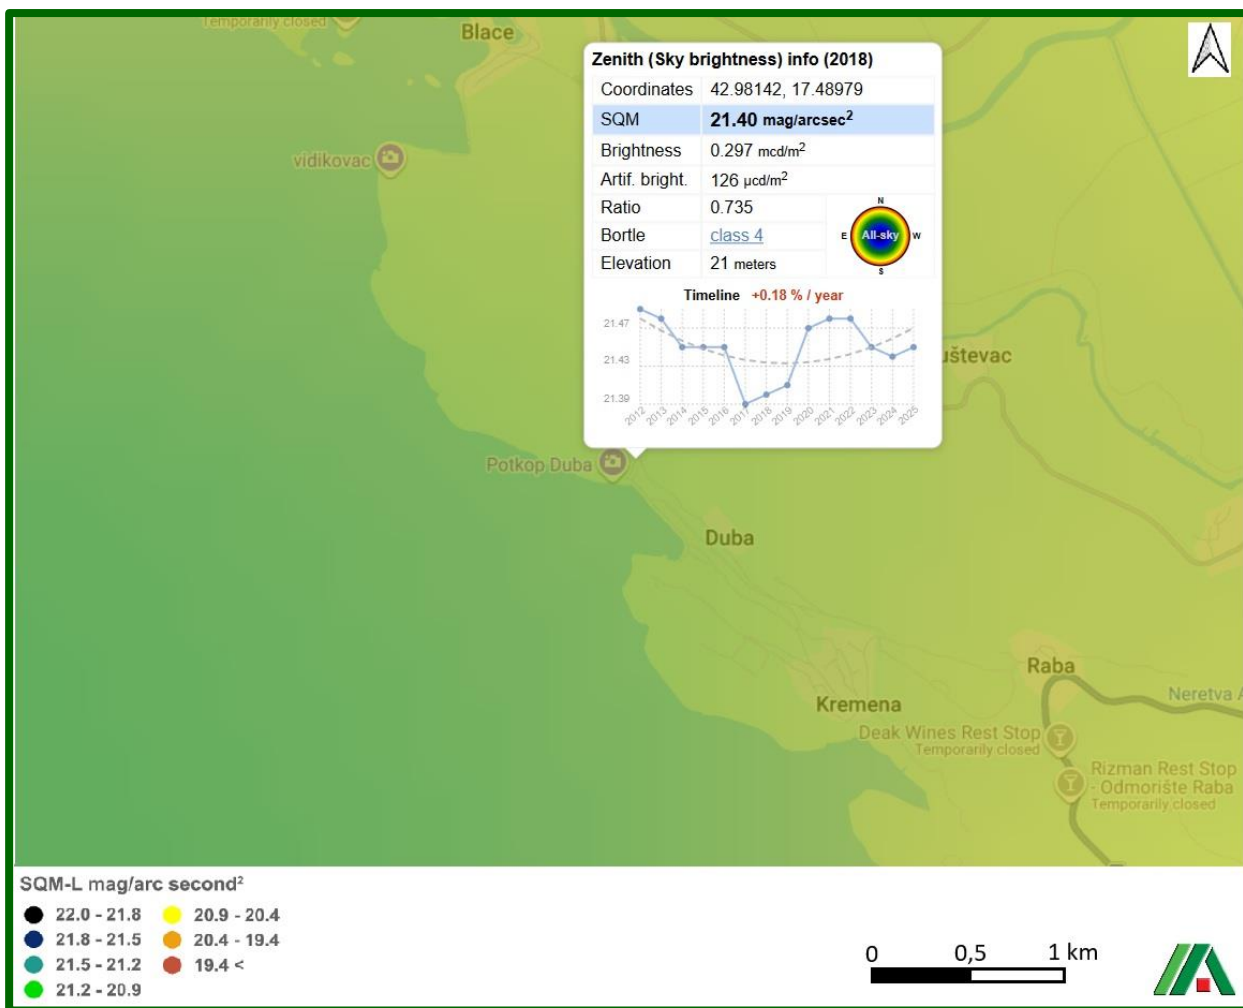 Temporarily closed
Blace
vidikovac
Zenith (Sky brightness) info (2018)
Coordinates 42.98142, 17.48979
SQM 21.40 mag/arcsec²
Brightness 0.297 mcd/m²
Artif. bright. 126 μcd/m²
Ratio 0.735
Bortle class 4
Elevation 21 meters
N
E All-sky W
S
Timeline +0.18 % / year
21.47
21.43
21.39
2012 2013 2014 2015 2016 2017 2018 2019 2020 2021 2022 2023 2024 2025
uštevac
Potkop Duba
Duba
Raba
Kremena
Neretva A
Deak Wines Rest Stop
Temporarily closed
Rizman Rest Stop
- Odmorište Raba
Temporarily closed
SQM-L mag/arc second²
22.0 - 21.8 20.9 - 20.4
21.8 - 21.5 20.4 - 19.4
21.5 - 21.2 19.4 <
21.2 - 20.9
0 0,5 1 km